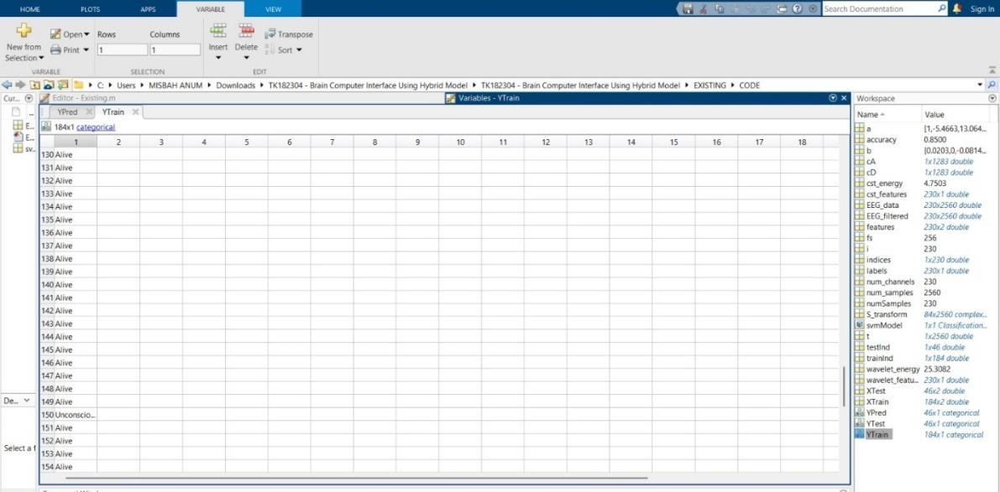 HOME PLOTS APPS VARIABLE VIEW Search Documentation Sign In
New from Selection Open Print Rows Columns 1 1 Insert Delete Transpose Sort
VARIABLE SELECTION EDIT
C: Users MISBAH ANUM Downloads TK182304 - Brain Computer Interface Using Hybrid Model TK182304 - Brain Computer Interface Using Hybrid Model EXISTING CODE
Cur... Editor - Existing.m Variables - YTrain Workspace
YPred YTrain
184x1 categorical
1 2 3 4 5 6 7 8 9 10 11 12 13 14 15 16 17 18
130 Alive
131 Alive
132 Alive
133 Alive
134 Alive
135 Alive
136 Alive
137 Alive
138 Alive
139 Alive
140 Alive
141 Alive
142 Alive
143 Alive
144 Alive
145 Alive
146 Alive
147 Alive
148 Alive
149 Alive
150 Unconscio...
151 Alive
152 Alive
153 Alive
154 Alive
E...
E...
sv...
De...
Select a f
Name Value
a [1,-5.4663,13.064...
accuracy 0.8500
b [0.0203,0,-0.0814...
cA 1x1283 double
cD 1x1283 double
cst_energy 4.7503
cst_features 230x1 double
EEG_data 230x2560 double
EEG_filtered 230x2560 double
features 230x2 double
fs 256
i 230
indices 1x230 double
labels 230x1 double
num_channels 230
num_samples 2560
numSamples 230
S_transform 84x2560 complex...
svmModel 1x1 Classification...
t 1x2560 double
testInd 1x46 double
trainInd 1x184 double
wavelet_energy 25.3082
wavelet_featu... 230x1 double
XTest 46x2 double
XTrain 184x2 double
YPred 46x1 categorical
YTest 46x1 categorical
YTrain 184x1 categorical